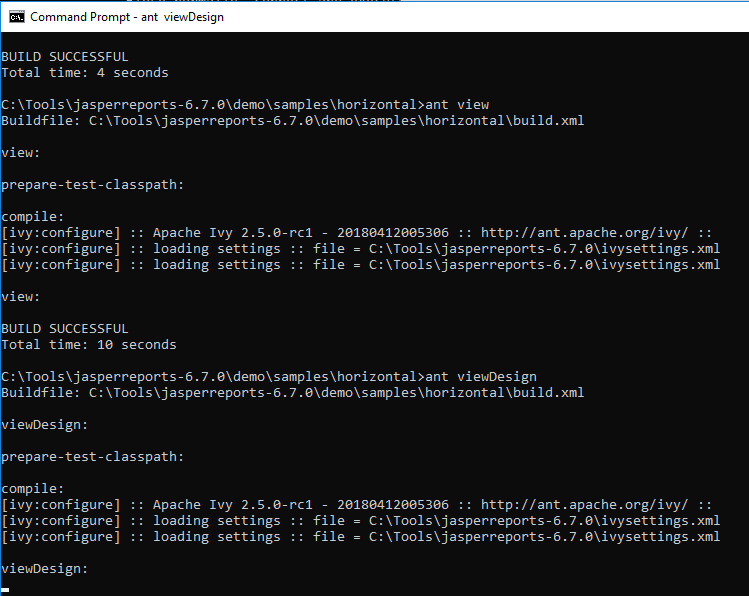 Command Prompt - ant  viewDesign
BUILD SUCCESSFUL
Total time: 4 seconds
C:\Tools\jasperreports-6.7.0\demo\samples\horizontal>ant view
Buildfile: C:\Tools\jasperreports-6.7.0\demo\samples\horizontal\build.xml
view:
prepare-test-classpath:
compile:
[ivy:configure] :: Apache Ivy 2.5.0-rc1 - 20180412005306 :: http://ant.apache.org/ivy/ ::
[ivy:configure] :: loading settings :: file = C:\Tools\jasperreports-6.7.0\ivysettings.xml
[ivy:configure] :: loading settings :: file = C:\Tools\jasperreports-6.7.0\ivysettings.xml
view:
BUILD SUCCESSFUL
Total time: 10 seconds
C:\Tools\jasperreports-6.7.0\demo\samples\horizontal>ant viewDesign
Buildfile: C:\Tools\jasperreports-6.7.0\demo\samples\horizontal\build.xml
viewDesign:
prepare-test-classpath:
compile:
[ivy:configure] :: Apache Ivy 2.5.0-rc1 - 20180412005306 :: http://ant.apache.org/ivy/ ::
[ivy:configure] :: loading settings :: file = C:\Tools\jasperreports-6.7.0\ivysettings.xml
[ivy:configure] :: loading settings :: file = C:\Tools\jasperreports-6.7.0\ivysettings.xml
viewDesign: